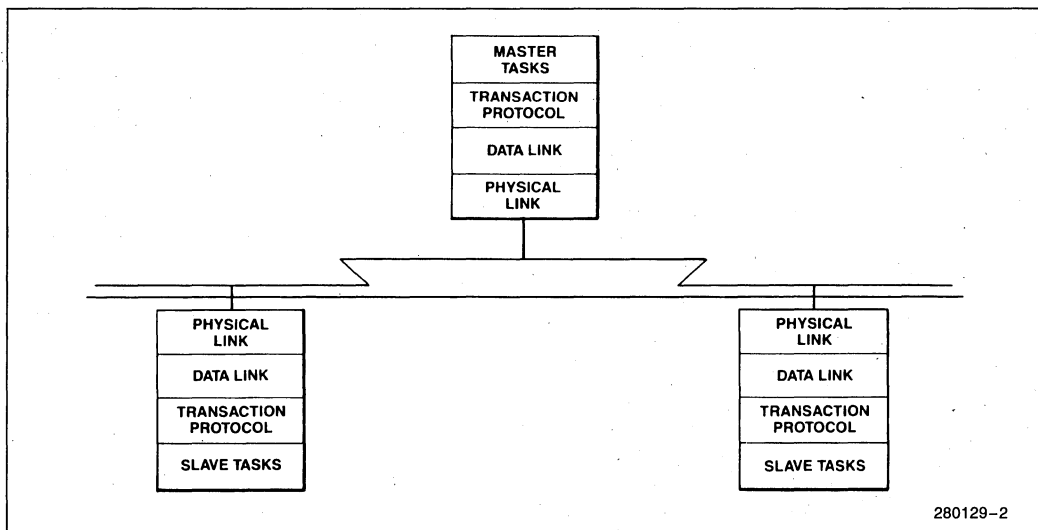 MASTER
TASKS
TRANSACTION
PROTOCOL
DATA LINK
PHYSICAL
LINK
PHYSICAL
LINK
DATA LINK
TRANSACTION
PROTOCOL
SLAVE TASKS
PHYSICAL
LINK
DATA LINK
TRANSACTION
PROTOCOL
SLAVE TASKS
280129-2